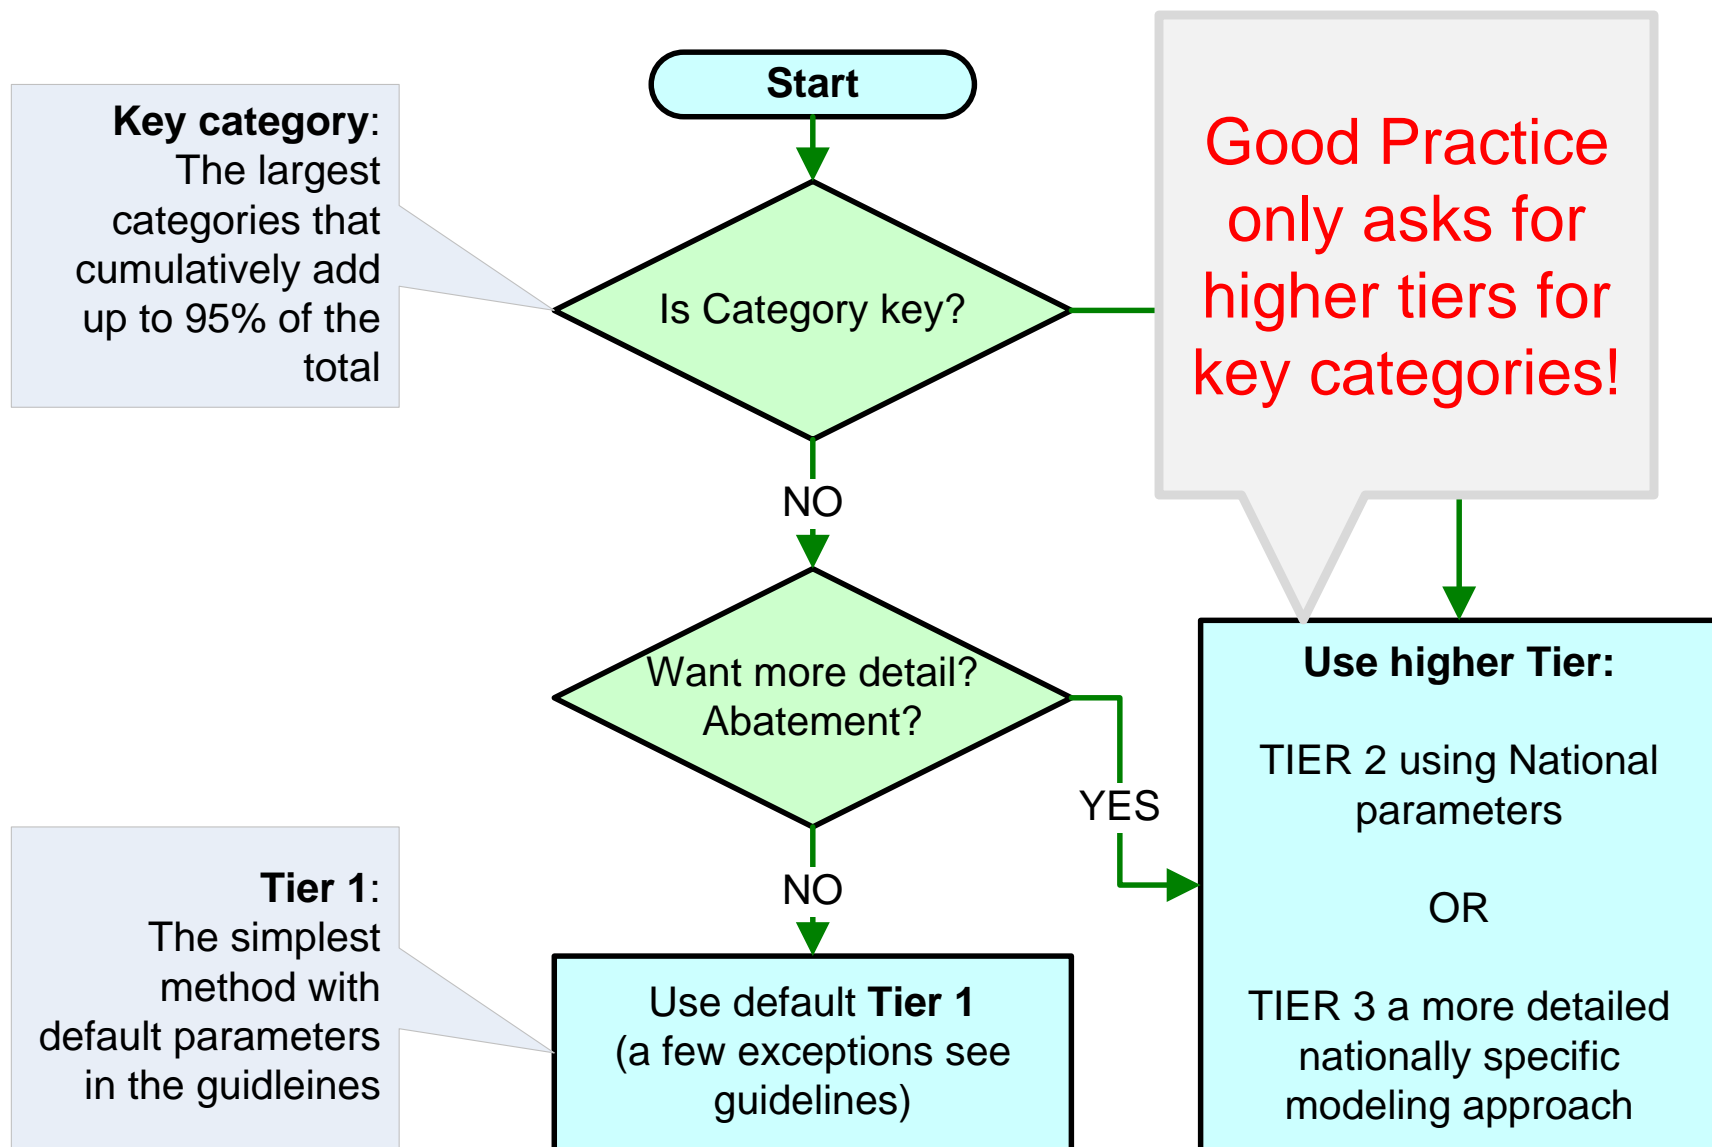 Start
Key category:
The largest
categories that
cumulatively add
up to 95% of the
total
Is Category key?
Good Practice
only asks for
higher tiers for
key categories!
NO
Want more detail?
Abatement?
YES
NO
Tier 1:
The simplest
method with
default parameters
in the guidleines
Use default Tier 1
(a few exceptions see
guidelines)
Use higher Tier:
TIER 2 using National
parameters
OR
TIER 3 a more detailed
nationally specific
modeling approach